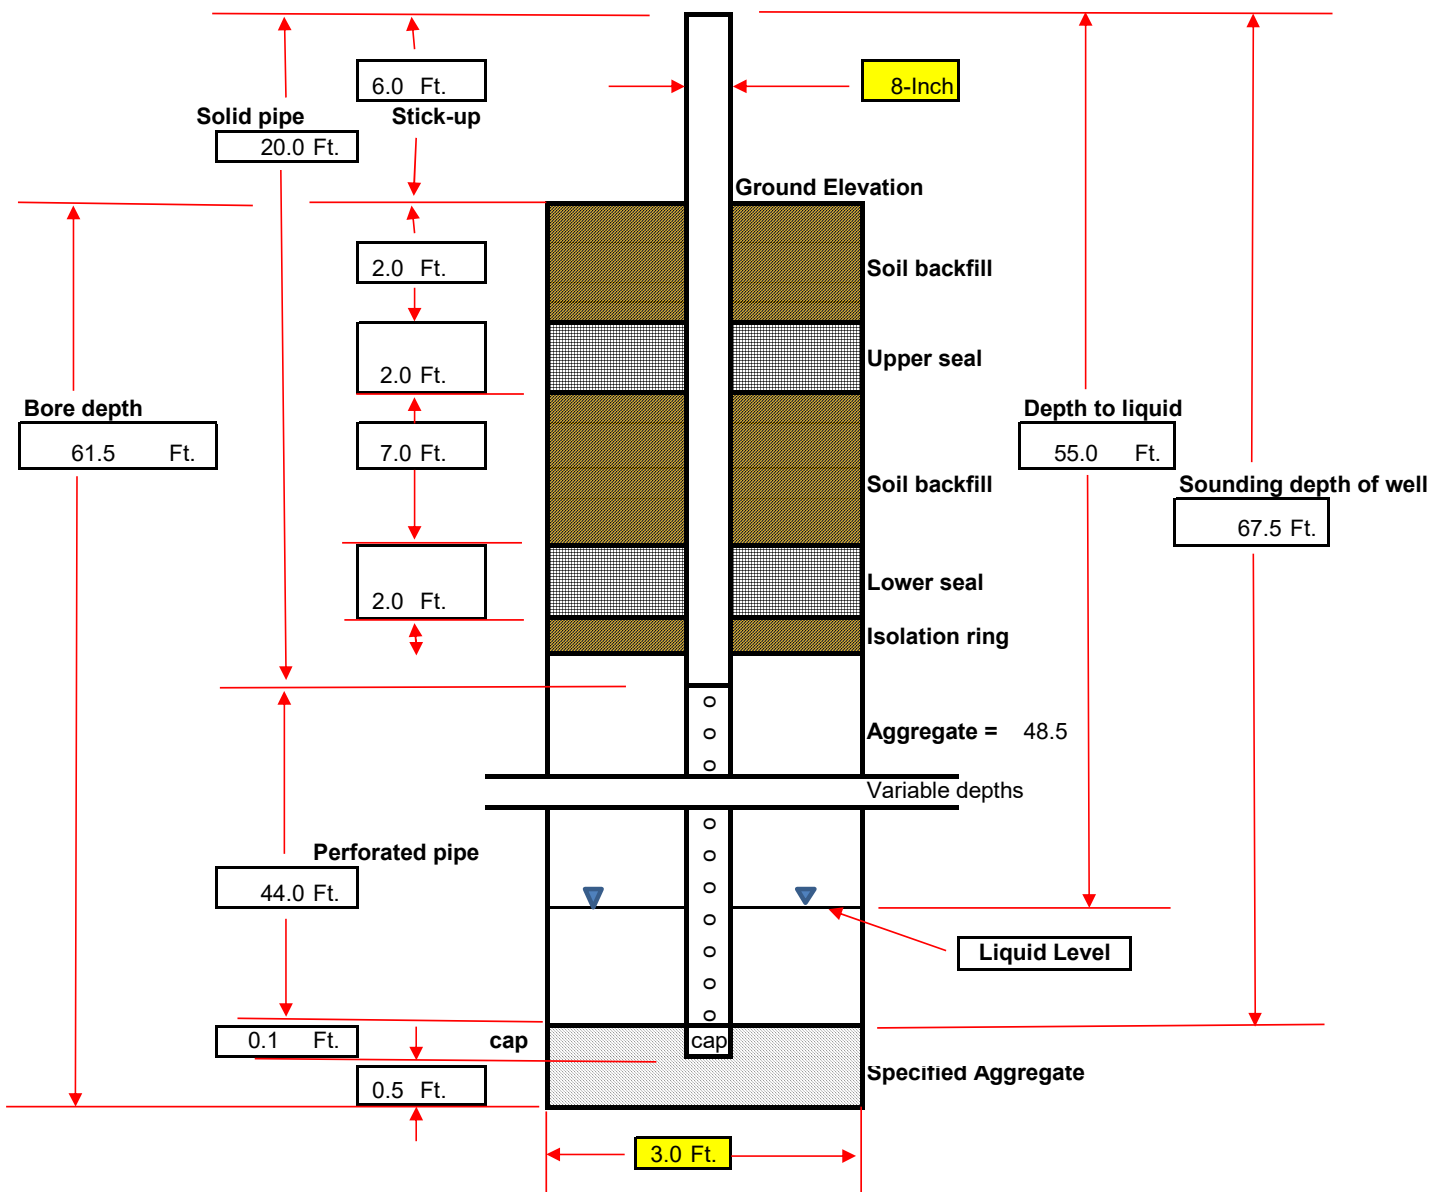 6.0 Ft.
8-Inch
Solid pipe
Stick-up
20.0 Ft.
Ground Elevation
2.0 Ft.
Soil backfill
2.0 Ft.
Upper seal
Bore depth
61.5 Ft.
7.0 Ft.
Depth to liquid
55.0 Ft.
Soil backfill
Sounding depth of well
67.5 Ft.
2.0 Ft.
Lower seal
Isolation ring
o
o
Aggregate = 48.5
o
Variable depths
o
Perforated pipe
o
44.0 Ft.
o
o
o
Liquid Level
o
o
0.1 Ft.
cap
cap
Specified Aggregate
0.5 Ft.
3.0 Ft.